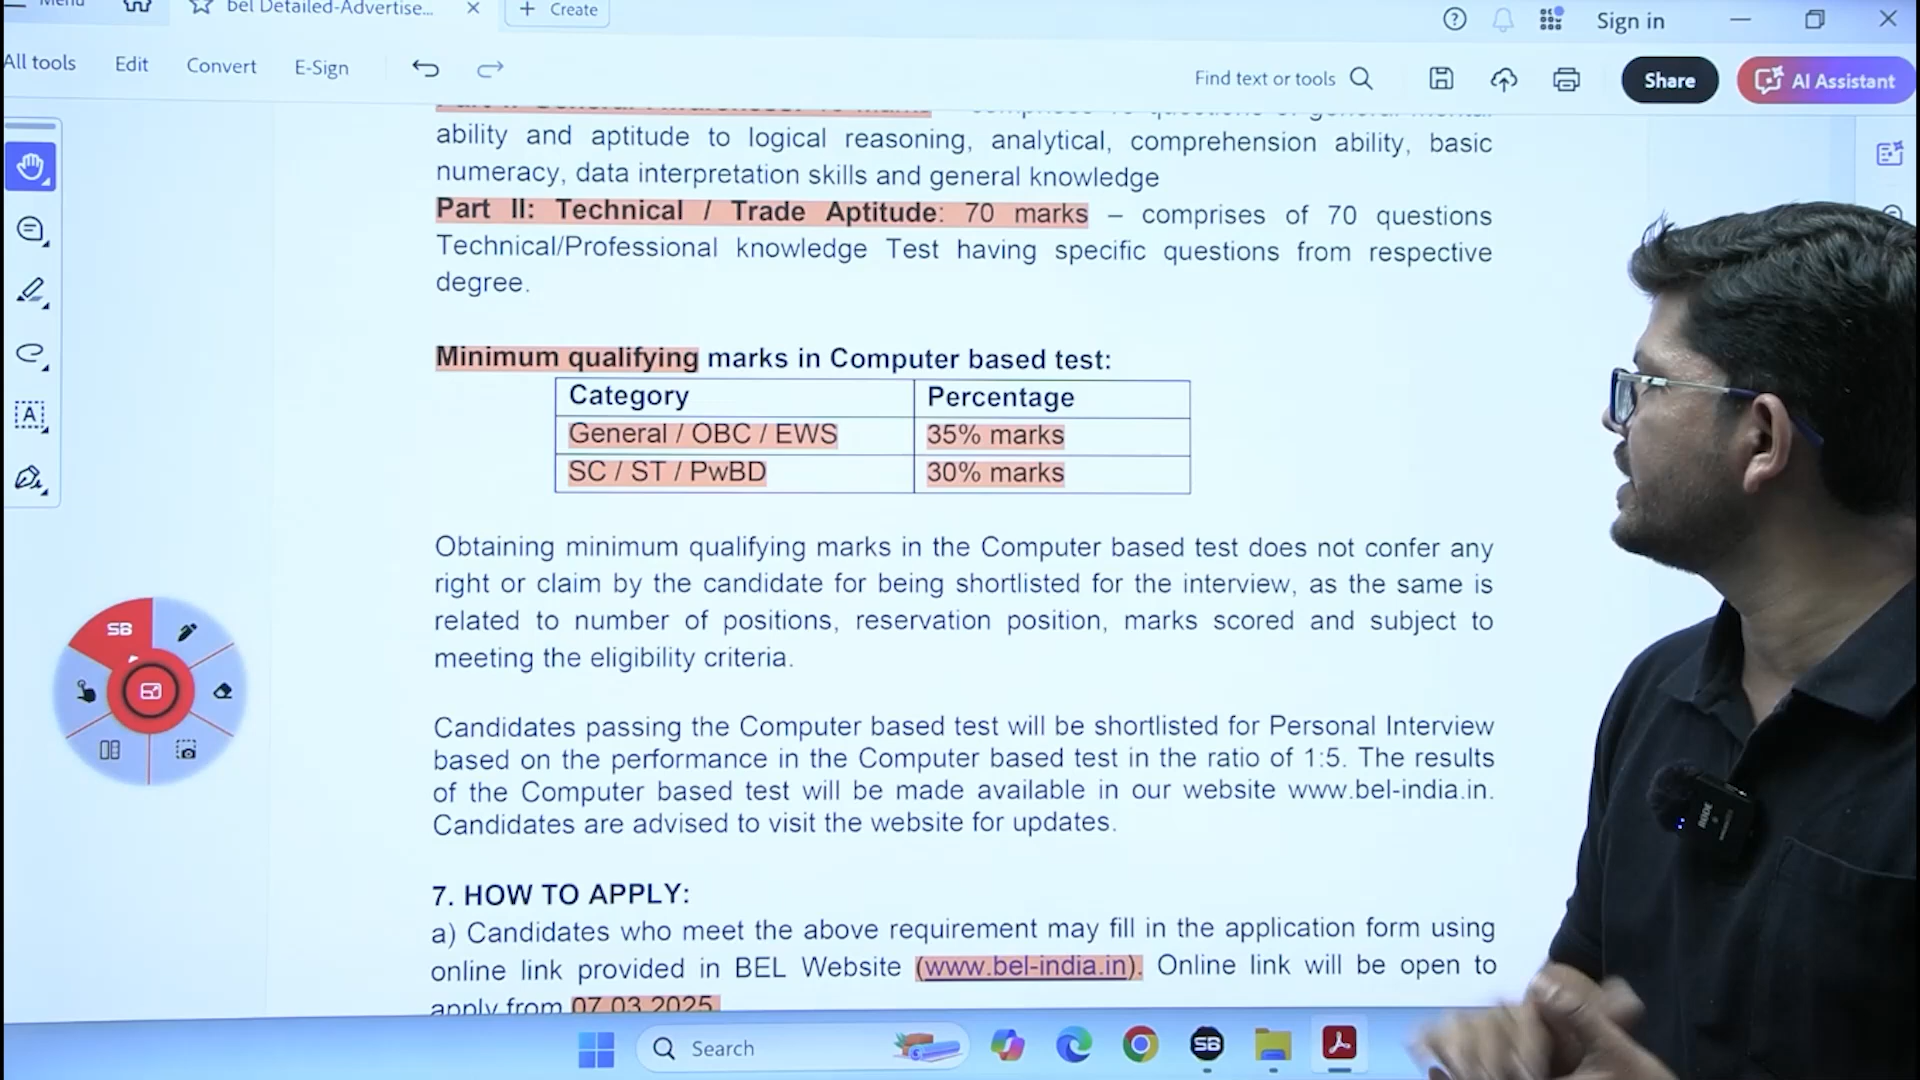 Menu
bel Detailed-Advertise...
Create
Sign in
All tools
Edit
Convert
E-Sign
Find text or tools
Share
AI Assistant
ability and aptitude to logical reasoning, analytical, comprehension ability, basic
numeracy, data interpretation skills and general knowledge
Part II: Technical / Trade Aptitude: 70 marks – comprises of 70 questions
Technical/Professional knowledge Test having specific questions from respective
degree.
Minimum qualifying marks in Computer based test:
Category Percentage
General / OBC / EWS 35% marks
SC / ST / PwBD 30% marks
Obtaining minimum qualifying marks in the Computer based test does not confer any
right or claim by the candidate for being shortlisted for the interview, as the same is
related to number of positions, reservation position, marks scored and subject to
meeting the eligibility criteria.
Candidates passing the Computer based test will be shortlisted for Personal Interview
based on the performance in the Computer based test in the ratio of 1:5. The results
of the Computer based test will be made available in our website www.bel-india.in.
Candidates are advised to visit the website for updates.
7. HOW TO APPLY:
a) Candidates who meet the above requirement may fill in the application form using
online link provided in BEL Website (www.bel-india.in). Online link will be open to
apply from 07.03.2025.
SB
Search
SB
RØDE